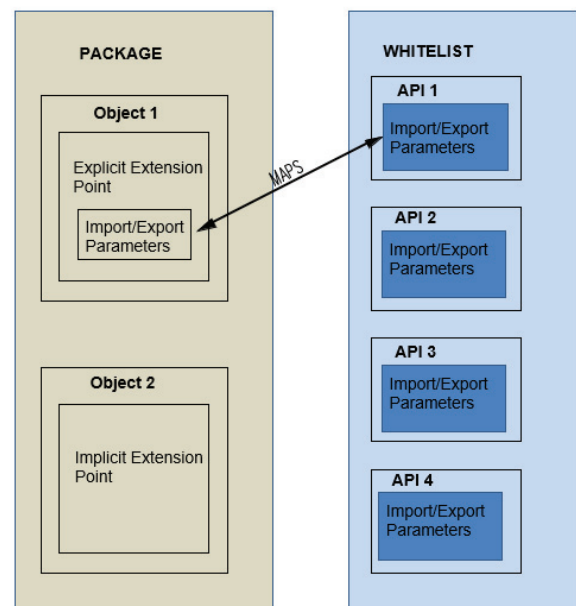 PACKAGE
Object 1
Explicit Extension
Point
Import/Export
Parameters
Object 2
Implicit Extension
Point
MAPS
WHITELIST
API 1
Import/Export
Parameters
API 2
Import/Export
Parameters
API 3
Import/Export
Parameters
API 4
Import/Export
Parameters